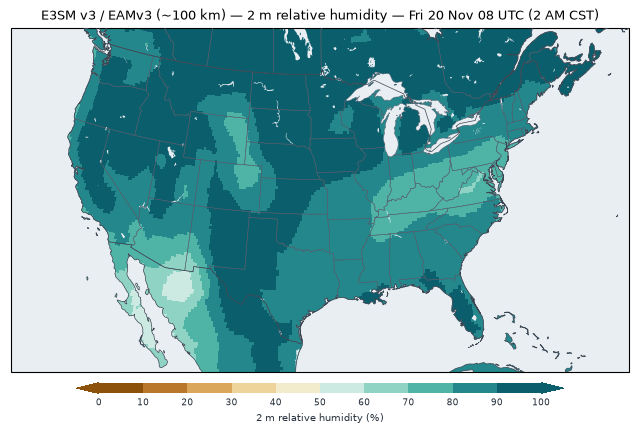 E3SM v3 / EAMv3 (~100 km) — 2 m relative humidity — Fri 20 Nov 08 UTC (2 AM CST)
0 10 20 30 40 50 60 70 80 90 100
2 m relative humidity (%)